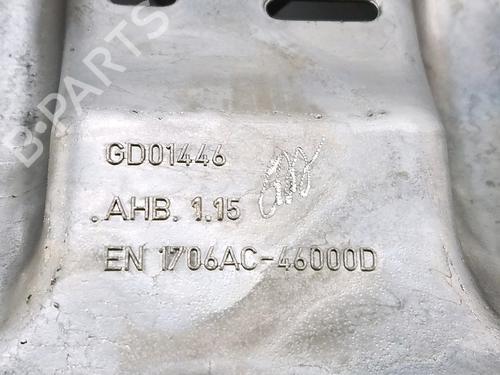 B-PARTS
GD01446
.AHB. 1.15
EN 1706AC-46000D